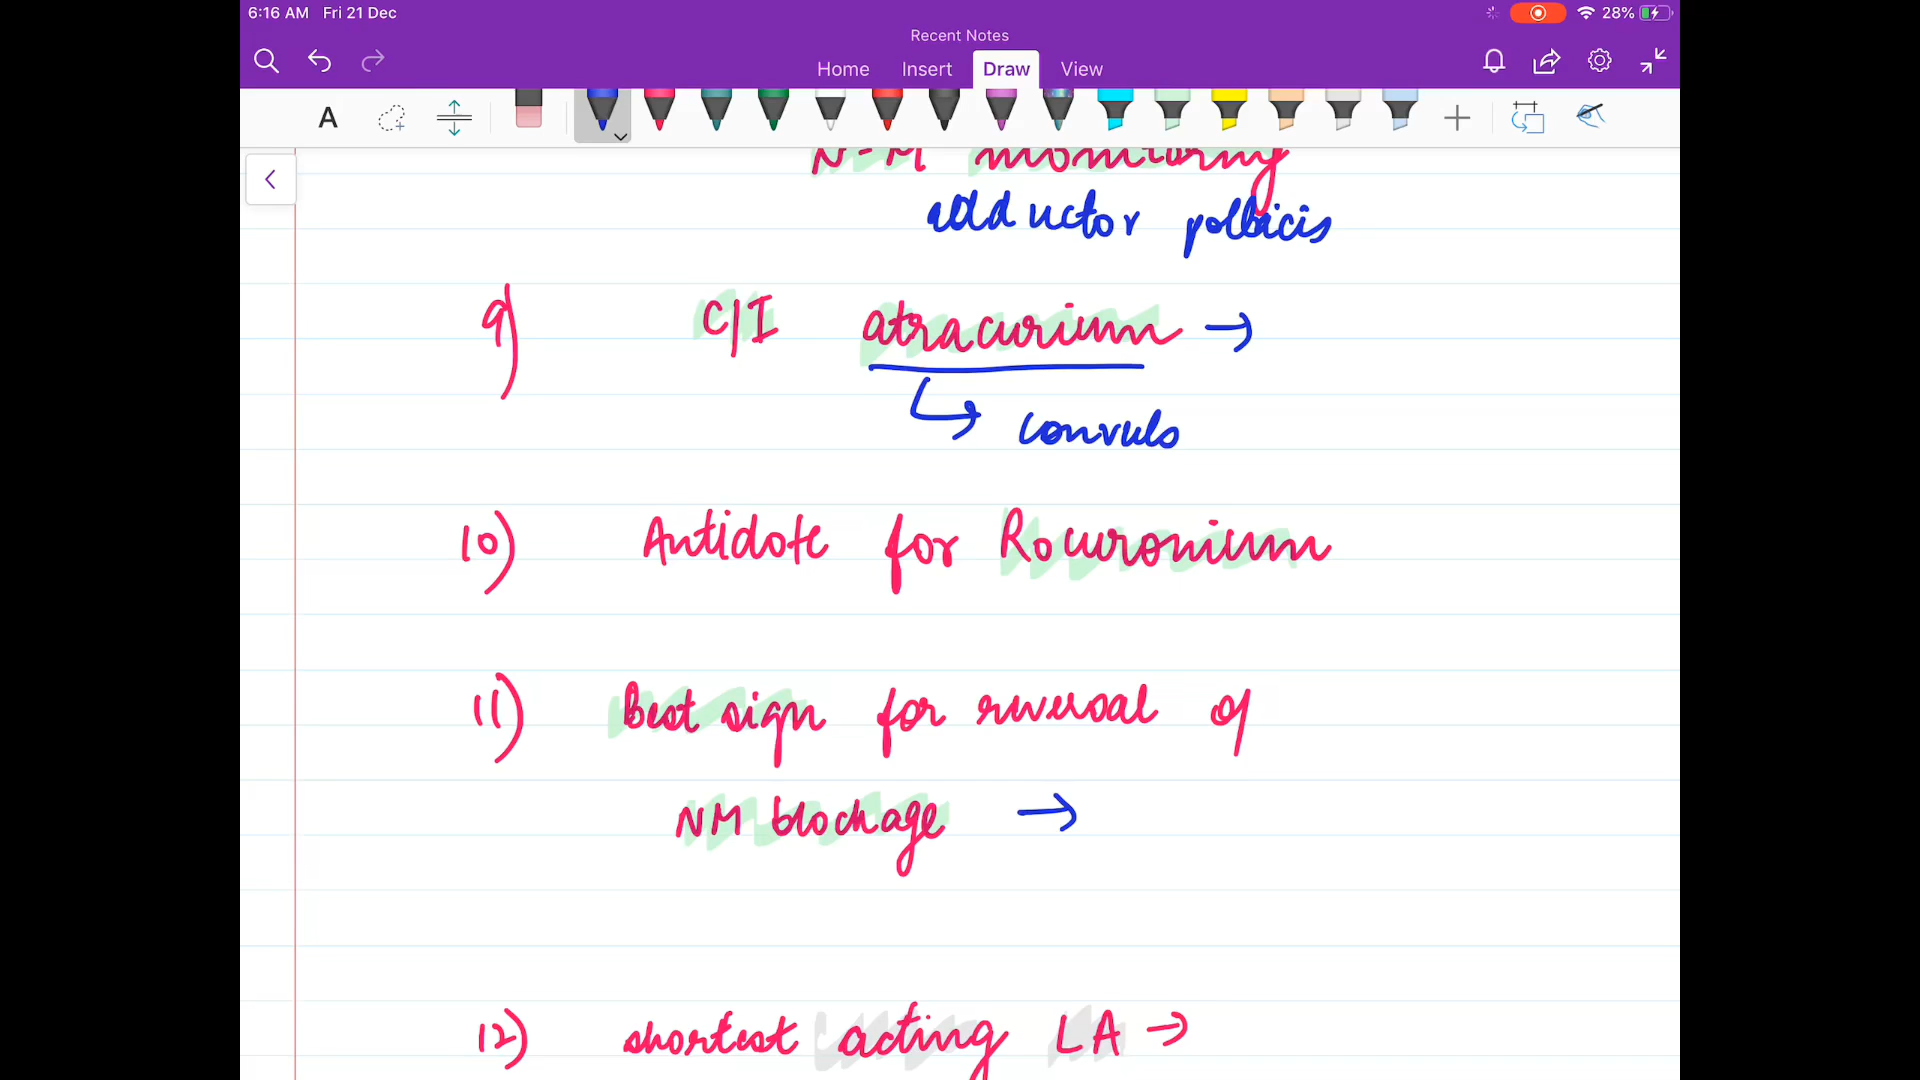 6:16 AM Fri 21 Dec
28%
Recent Notes
Home Insert Draw View
A
N-M monitoring
adductor pollicis
9) C/I atracurium →
convuls
10) Antidote for Rocuronium
11) Best sign for reversal of
NM blockage →
12) shortest acting LA →